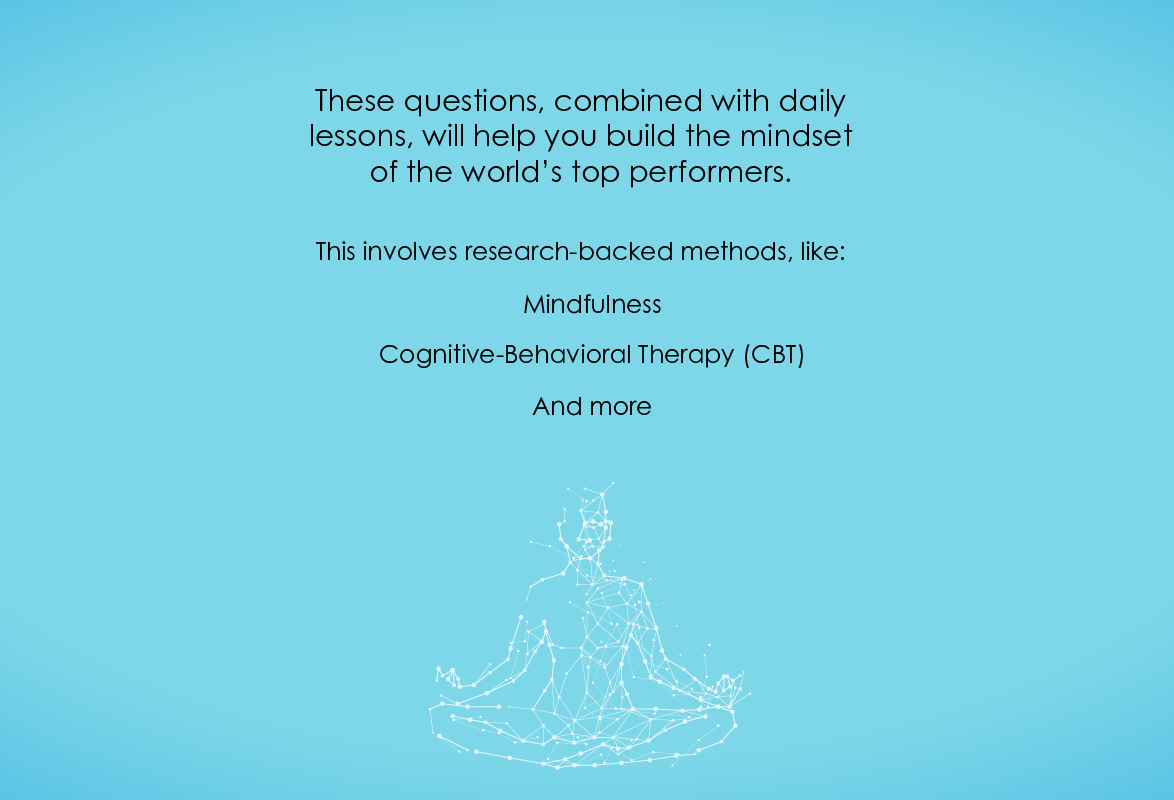 These questions, combined with daily
lessons, will help you build the mindset
of the world’s top performers.
This involves research-backed methods, like:
Mindfulness
Cognitive-Behavioral Therapy (CBT)
And more